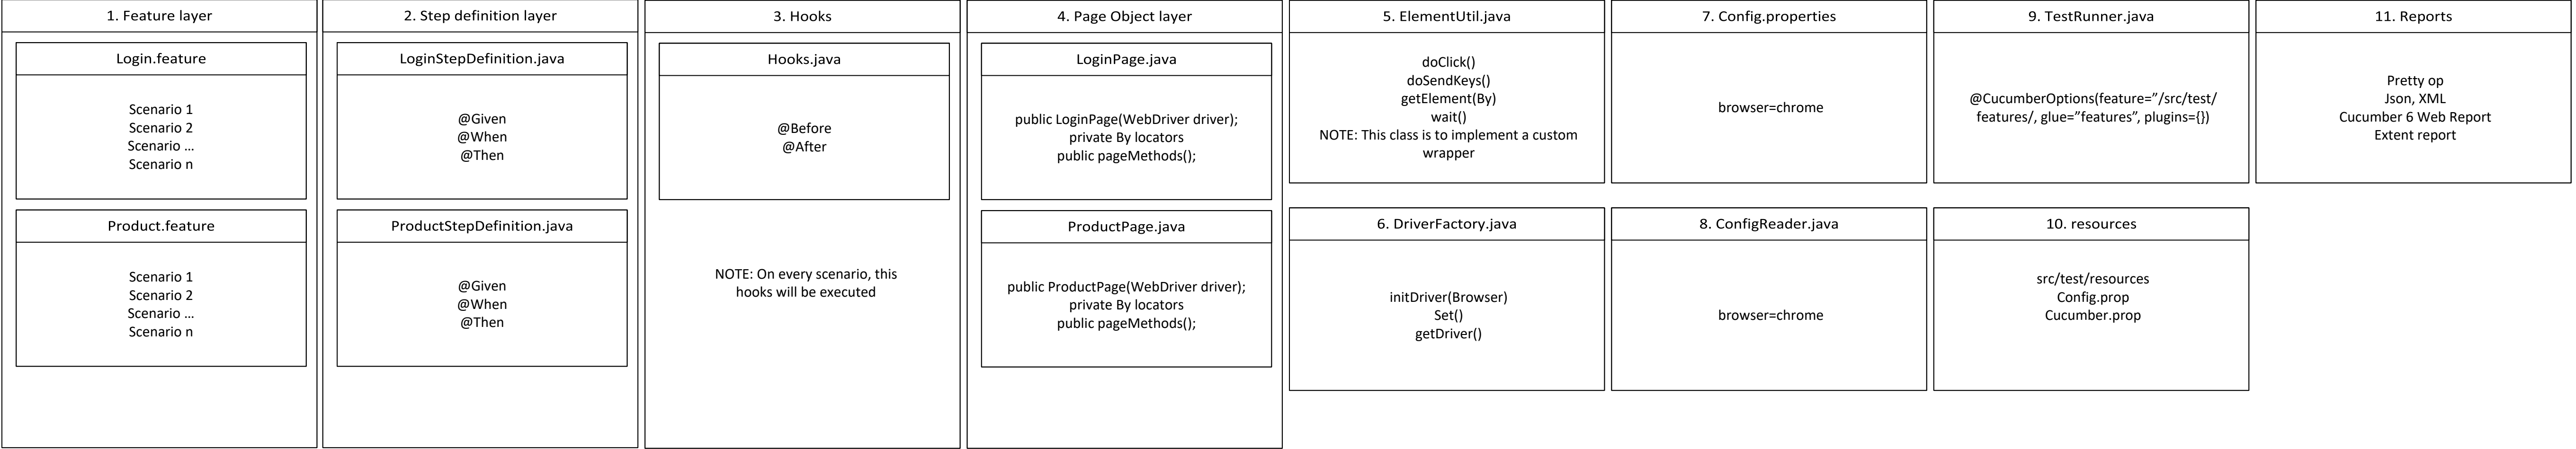 1. Feature layer
Login.feature
Scenario 1
Scenario 2
Scenario ...
Scenario n
Product.feature
Scenario 1
Scenario 2
Scenario ...
Scenario n
2. Step definition layer
LoginStepDefinition.java
@Given
@When
@Then
ProductStepDefinition.java
@Given
@When
@Then
3. Hooks
Hooks.java
@Before
@After
NOTE: On every scenario, this
hooks will be executed
4. Page Object layer
LoginPage.java
public LoginPage(WebDriver driver);
private By locators
public pageMethods();
ProductPage.java
public ProductPage(WebDriver driver);
private By locators
public pageMethods();
5. ElementUtil.java
doClick()
doSendKeys()
getElement(By)
wait()
NOTE: This class is to implement a custom
wrapper
6. DriverFactory.java
initDriver(Browser)
Set()
getDriver()
7. Config.properties
browser=chrome
8. ConfigReader.java
browser=chrome
9. TestRunner.java
@CucumberOptions(feature=”/src/test/
features/, glue=”features”, plugins={})
10. resources
src/test/resources
Config.prop
Cucumber.prop
11. Reports
Pretty op
Json, XML
Cucumber 6 Web Report
Extent report